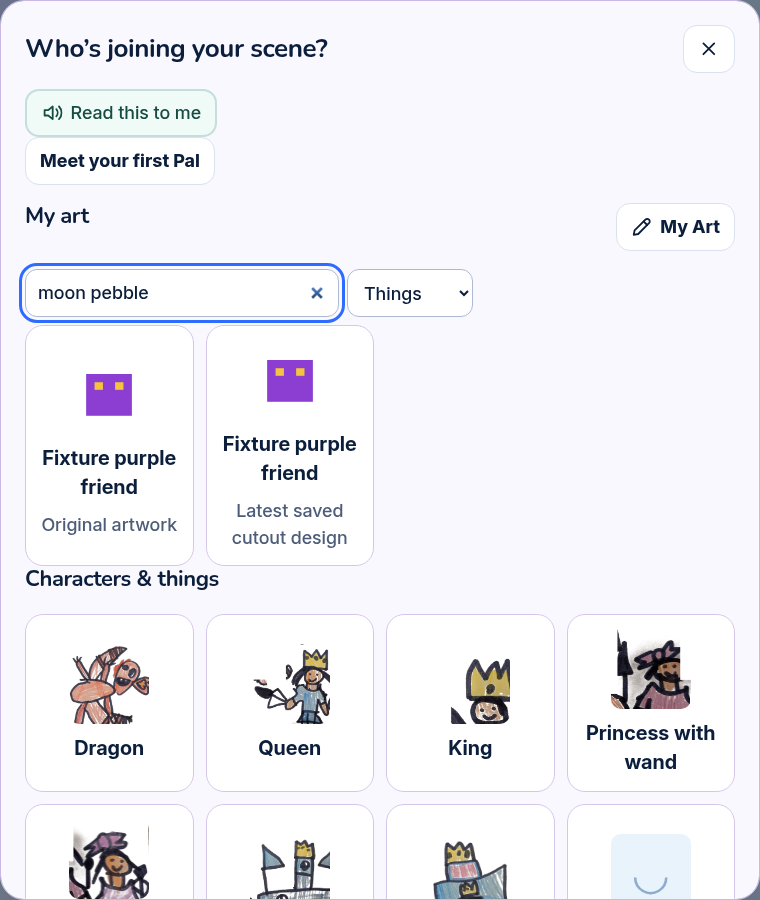 Who’s joining your scene?
Read this to me
Meet your first Pal
My art
My Art
moon pebble
Things
Fixture purple
friend
Original artwork
Fixture purple
friend
Latest saved
cutout design
Characters & things
Dragon
Queen
King
Princess with
wand